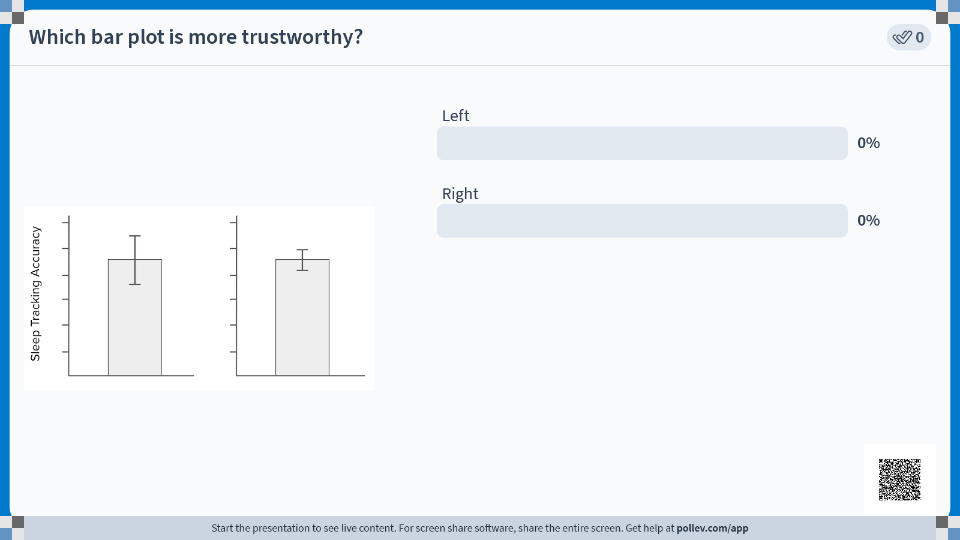 Which bar plot is more trustworthy?
0
Left
0%
Right
0%
Sleep Tracking Accuracy
Start the presentation to see live content. For screen share software, share the entire screen. Get help at pollev.com/app